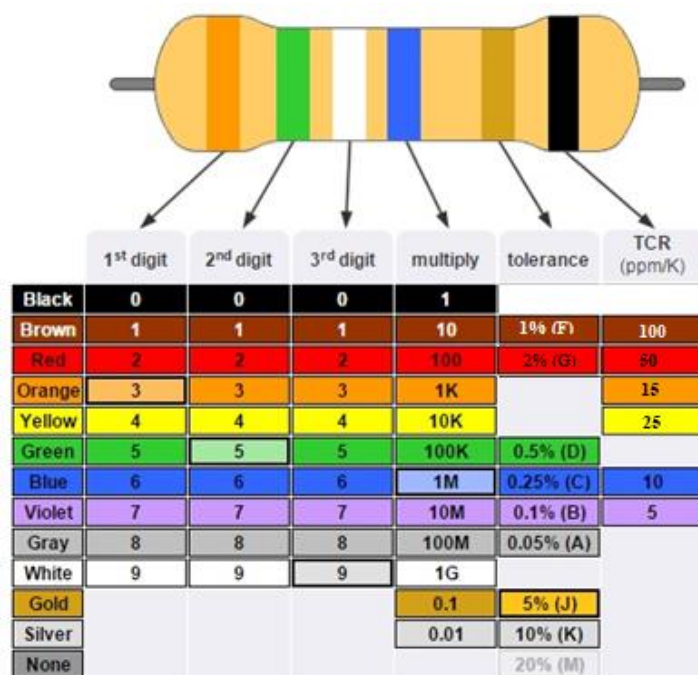 1st digit 2nd digit 3rd digit multiply tolerance TCR (ppm/K)
Black 0 0 0 1
Brown 1 1 1 10 1% (F) 100
Red 2 2 2 100 2% (G) 50
Orange 3 3 3 1K 15
Yellow 4 4 4 10K 25
Green 5 5 5 100K 0.5% (D)
Blue 6 6 6 1M 0.25% (C) 10
Violet 7 7 7 10M 0.1% (B) 5
Gray 8 8 8 100M 0.05% (A)
White 9 9 9 1G
Gold 0.1 5% (J)
Silver 0.01 10% (K)
None 20% (M)